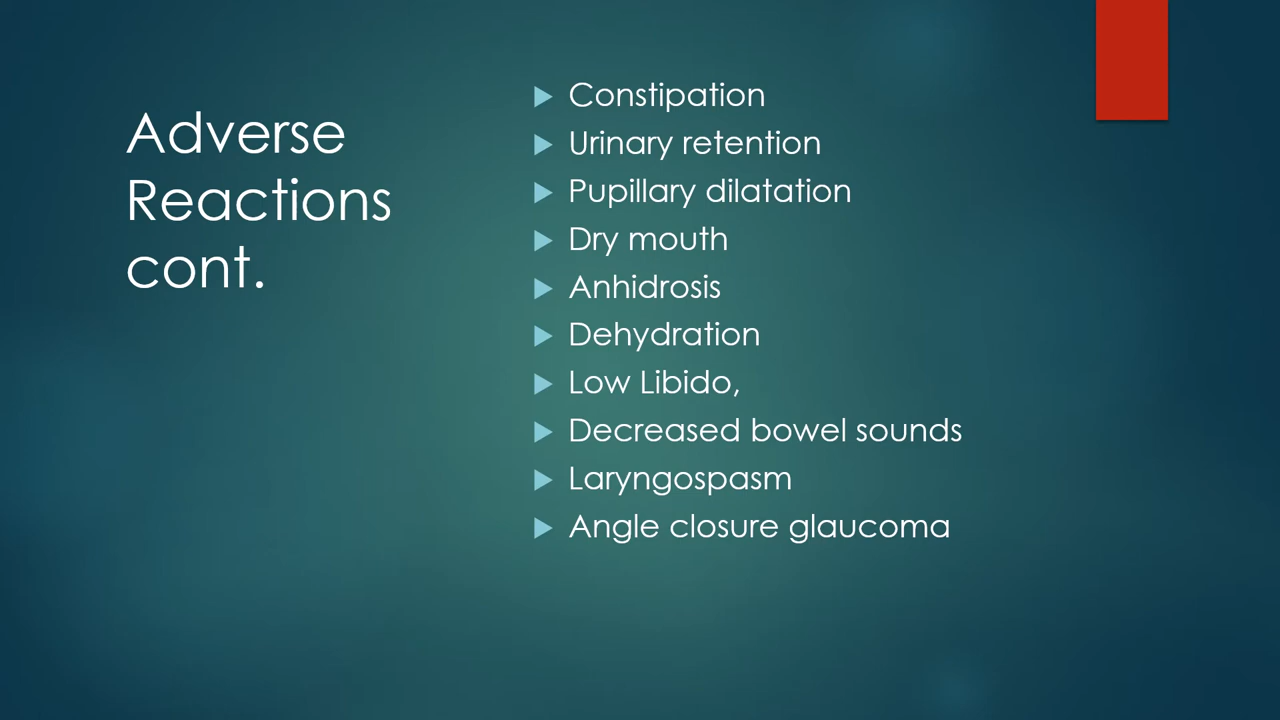 Adverse
Reactions
cont.
Constipation
Urinary retention
Pupillary dilatation
Dry mouth
Anhidrosis
Dehydration
Low Libido,
Decreased bowel sounds
Laryngospasm
Angle closure glaucoma